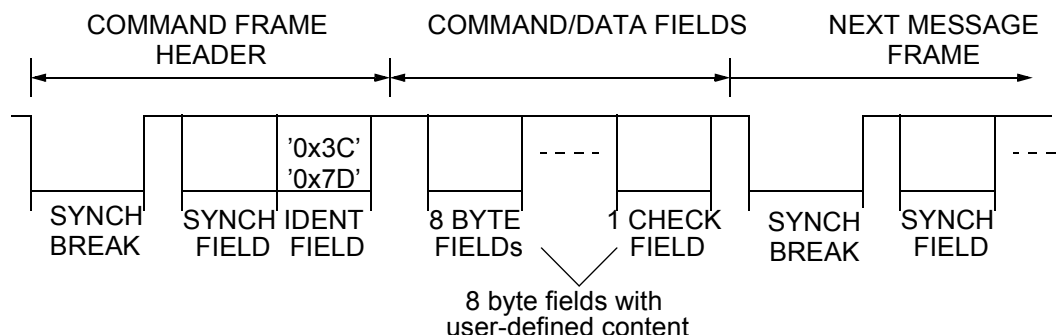 COMMAND FRAME
HEADER
COMMAND/DATA FIELDS
NEXT MESSAGE
FRAME
'0x3C'
'0x7D'
SYNCH
BREAK
SYNCH
FIELD
IDENT
FIELD
8 BYTE
FIELDs
1 CHECK
FIELD
SYNCH
BREAK
SYNCH
FIELD
8 byte fields with
user-defined content